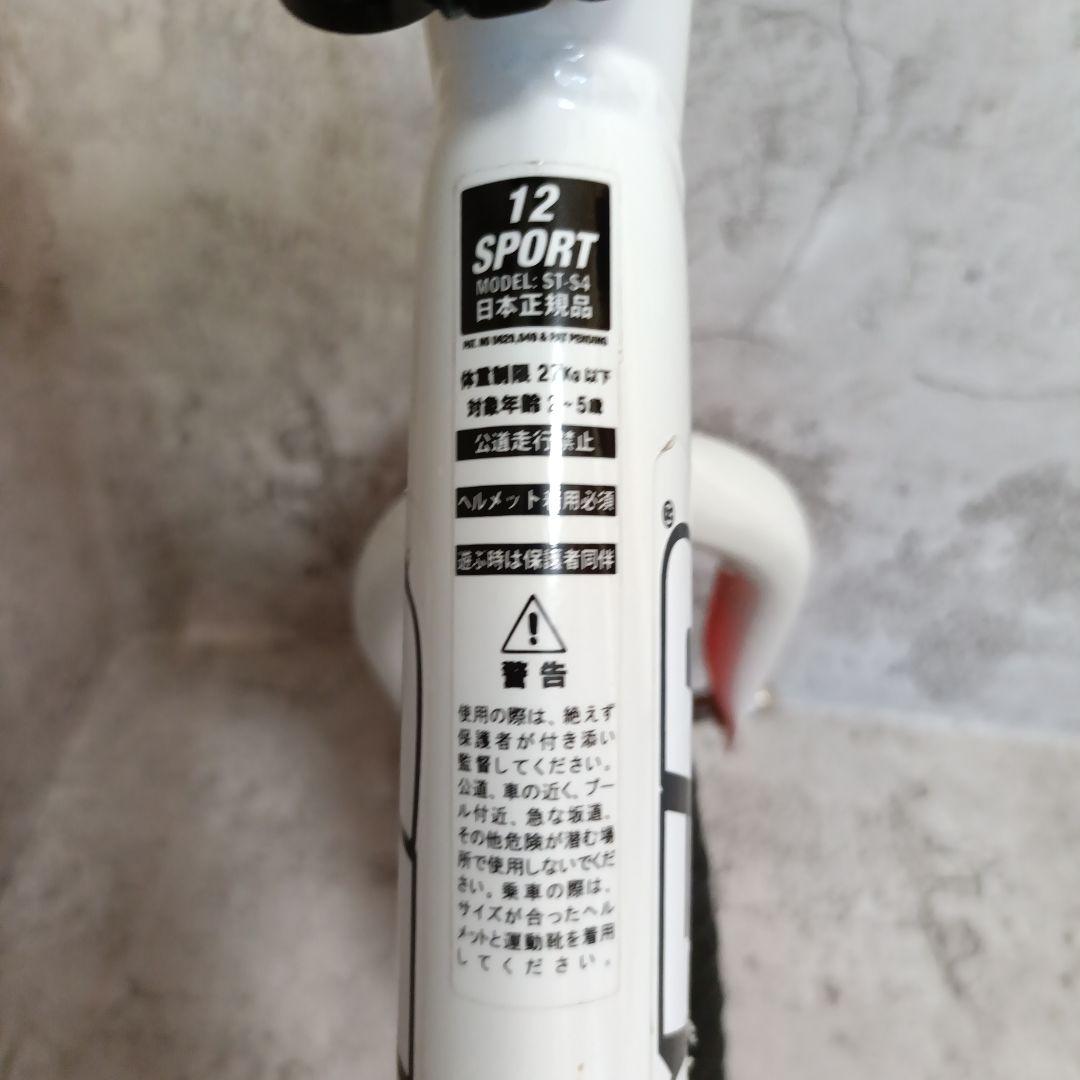 12
SPORT
MODEL: ST-S4
日本正規品
PAT. NO 8629,546 & PAT PENDING
体重制限 27Kg 以下
対象年齢 2~5歳
公道走行禁止
ヘルメット着用必須
遊ぶ時は保護者同伴
警告
使用の際は、絶えず
保護者が付き添い
監督してください。
公道、車の近く、プー
ル付近、急な坂道、
その他危険が潜む場
所で使用しないでくだ
さい。乗車の際は、
サイズが合ったヘル
メットと運動靴を着用
してください。